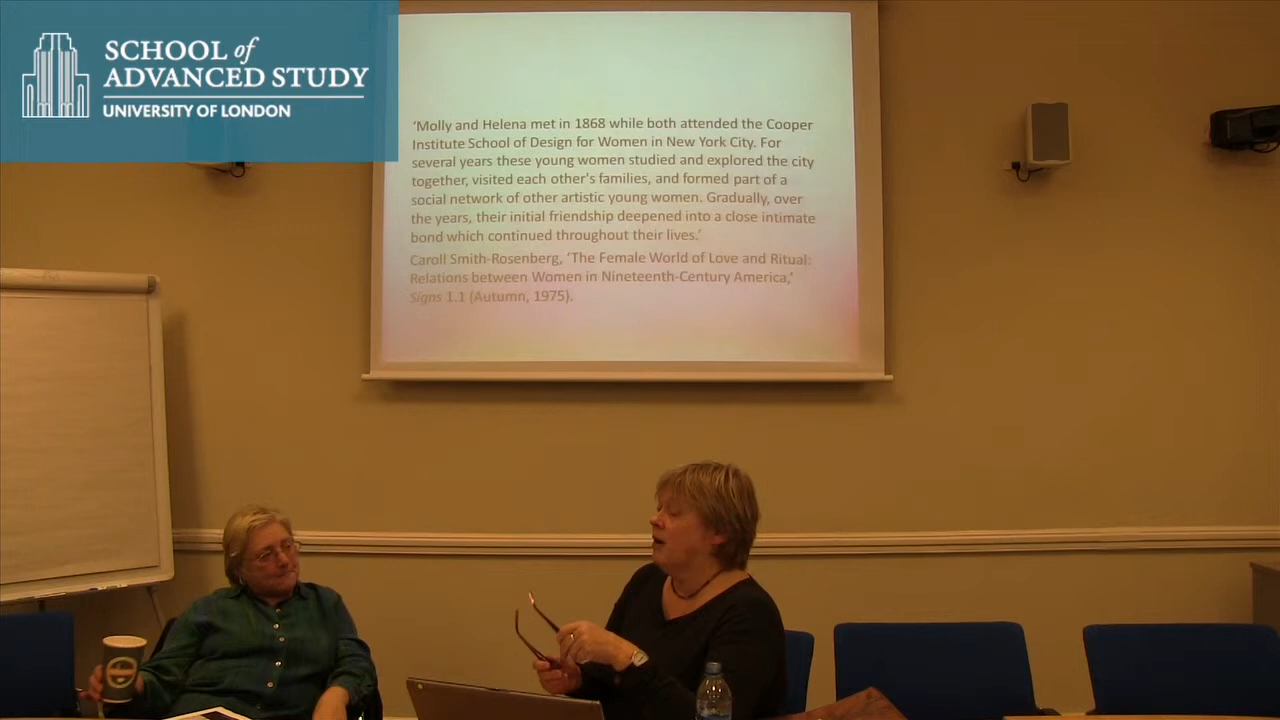 SCHOOL of
ADVANCED STUDY
UNIVERSITY OF LONDON
‘Molly and Helena met in 1868 while both attended the Cooper
Institute School of Design for Women in New York City. For
several years these young women studied and explored the city
together, visited each other's families, and formed part of a
social network of other artistic young women. Gradually, over
the years, their initial friendship deepened into a close intimate
bond which continued throughout their lives.’
Caroll Smith-Rosenberg, ‘The Female World of Love and Ritual:
Relations between Women in Nineteenth-Century America,’
Signs 1.1 (Autumn, 1975).